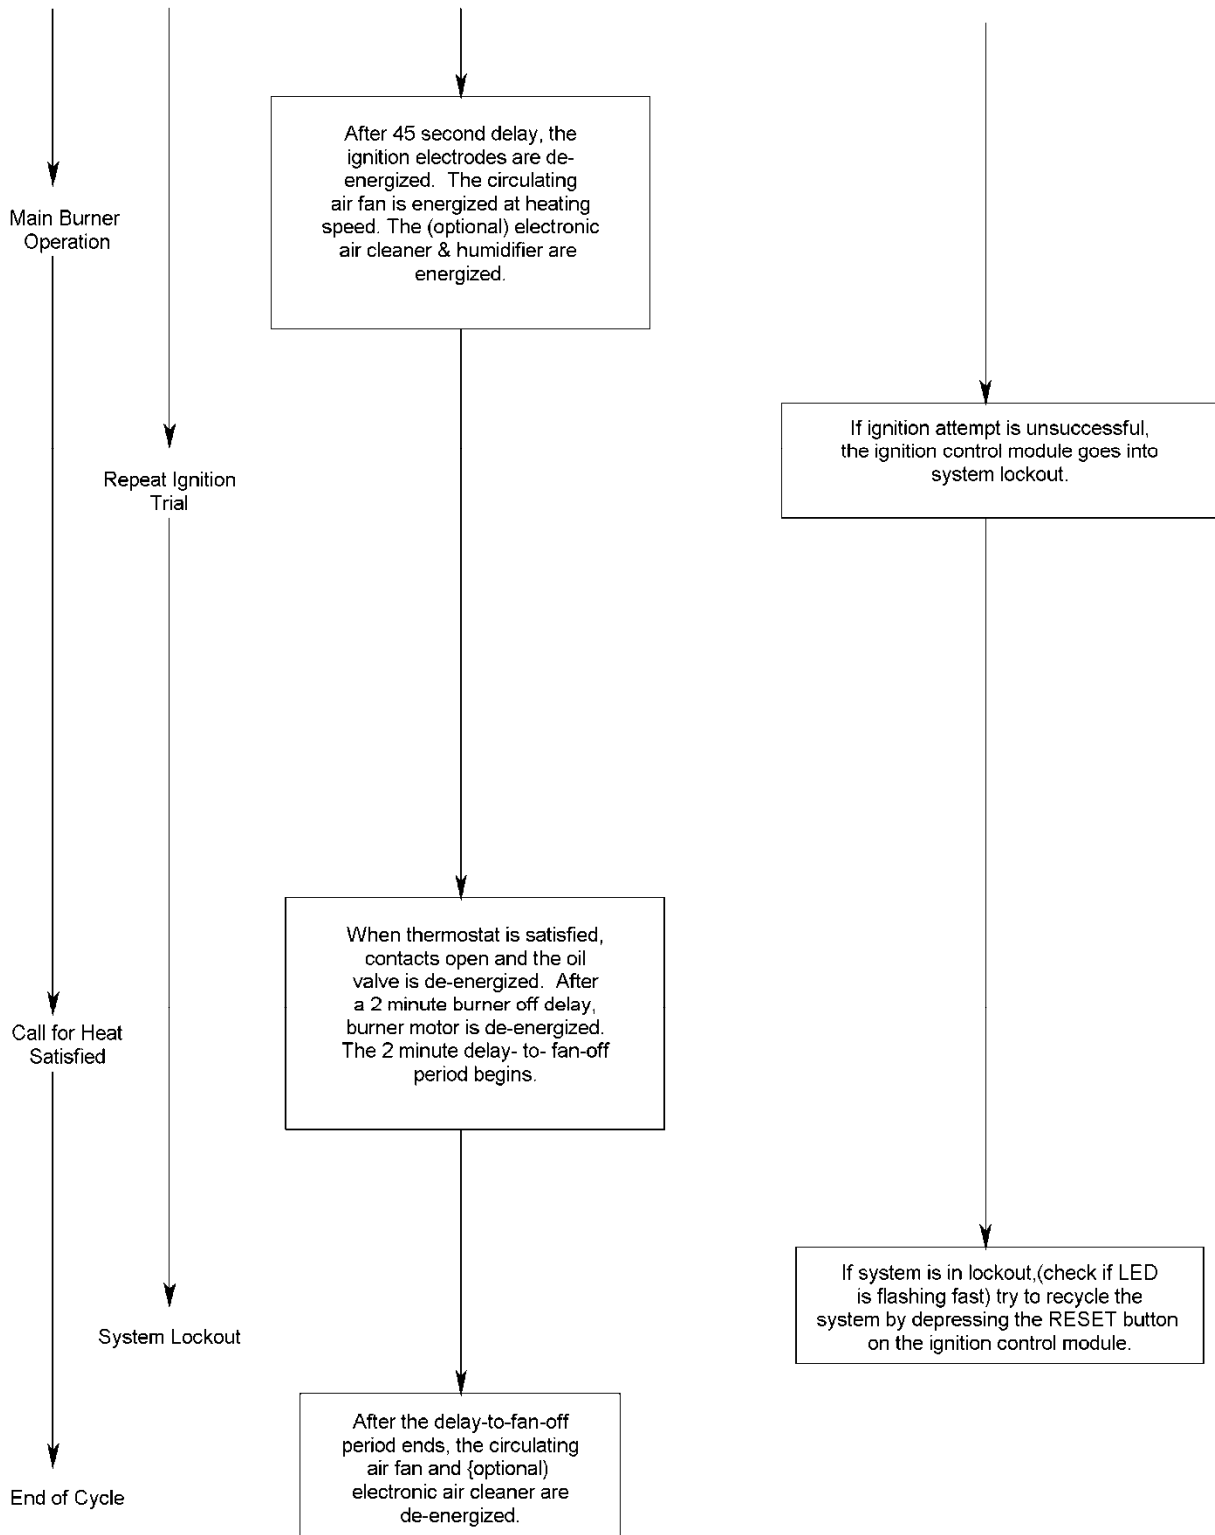 After 45 second delay, the
ignition electrodes are de-
energized. The circulating
air fan is energized at heating
speed. The (optional) electronic
air cleaner & humidifier are
energized.
Main Burner
Operation
If ignition attempt is unsuccessful,
the ignition control module goes into
system lockout.
Repeat Ignition
Trial
When thermostat is satisfied,
contacts open and the oil
valve is de-energized. After
a 2 minute burner off delay,
burner motor is de-energized.
The 2 minute delay- to- fan-off
period begins.
Call for Heat
Satisfied
If system is in lockout,(check if LED
is flashing fast) try to recycle the
system by depressing the RESET button
on the ignition control module.
System Lockout
After the delay-to-fan-off
period ends, the circulating
air fan and {optional)
electronic air cleaner are
de-energized.
End of Cycle